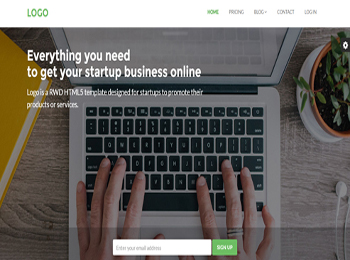 LOGO
HOME PRICING BLOG CONTACT LOG IN
Everything you need
to get your startup business online
Logo is a RWD HTML5 template designed for startups to promote their
products or services.
Enter your email address SIGN UP